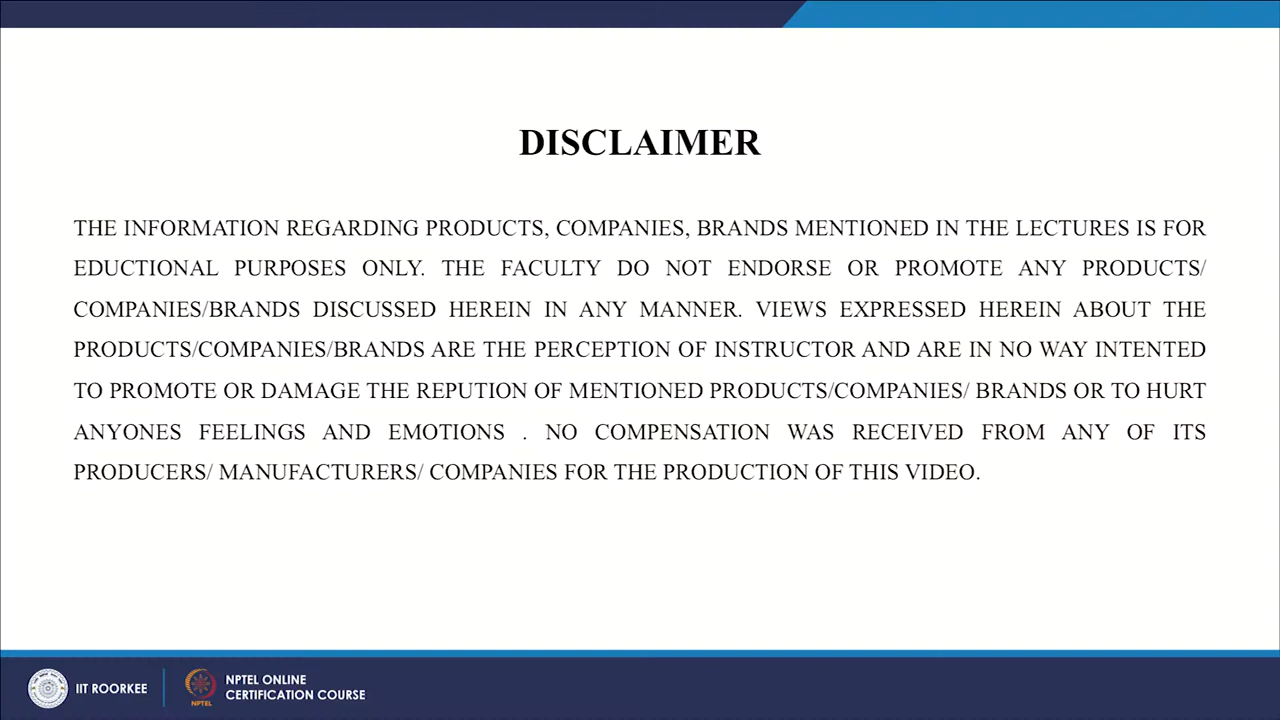 DISCLAIMER
THE INFORMATION REGARDING PRODUCTS, COMPANIES, BRANDS MENTIONED IN THE LECTURES IS FOR
EDUCTIONAL PURPOSES ONLY. THE FACULTY DO NOT ENDORSE OR PROMOTE ANY PRODUCTS/
COMPANIES/BRANDS DISCUSSED HEREIN IN ANY MANNER. VIEWS EXPRESSED HEREIN ABOUT THE
PRODUCTS/COMPANIES/BRANDS ARE THE PERCEPTION OF INSTRUCTOR AND ARE IN NO WAY INTENTED
TO PROMOTE OR DAMAGE THE REPUTION OF MENTIONED PRODUCTS/COMPANIES/ BRANDS OR TO HURT
ANYONES FEELINGS AND EMOTIONS . NO COMPENSATION WAS RECEIVED FROM ANY OF ITS
PRODUCERS/ MANUFACTURERS/ COMPANIES FOR THE PRODUCTION OF THIS VIDEO.
IIT ROORKEE
NPTEL
NPTEL ONLINE
CERTIFICATION COURSE